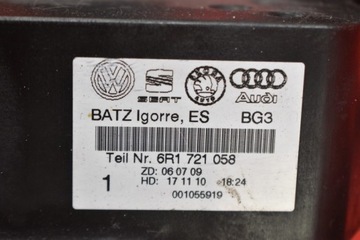 SEAT SKODA Audi
BATZ Igorre, ES BG3
Teil Nr. 6R1 721 058
ZD: 06 07 09
1 HD: 17 11 10 18:24
001055919